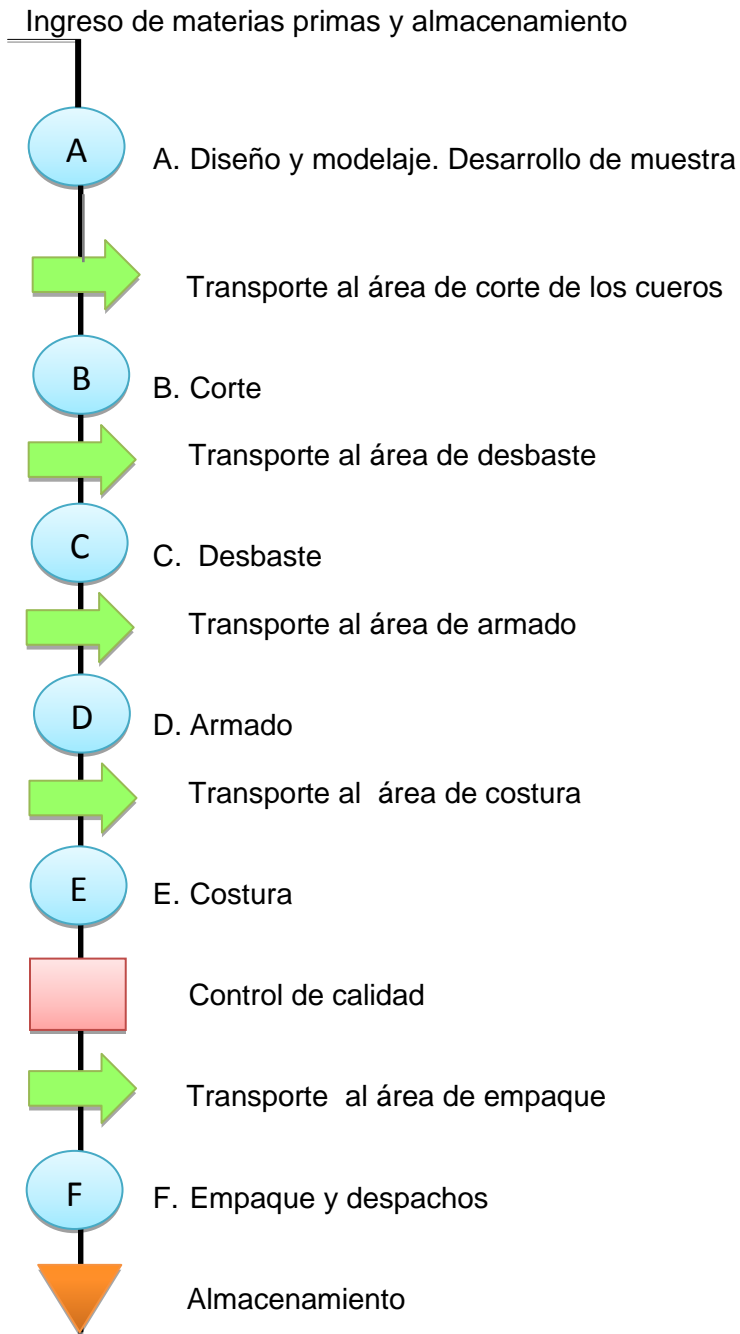 Ingreso de materias primas y almacenamiento
A
A. Diseño y modelaje. Desarrollo de muestra
Transporte al área de corte de los cueros
B
B. Corte
Transporte al área de desbaste
C
C. Desbaste
Transporte al área de armado
D
D. Armado
Transporte al área de costura
E
E. Costura
Control de calidad
Transporte al área de empaque
F
F. Empaque y despachos
Almacenamiento